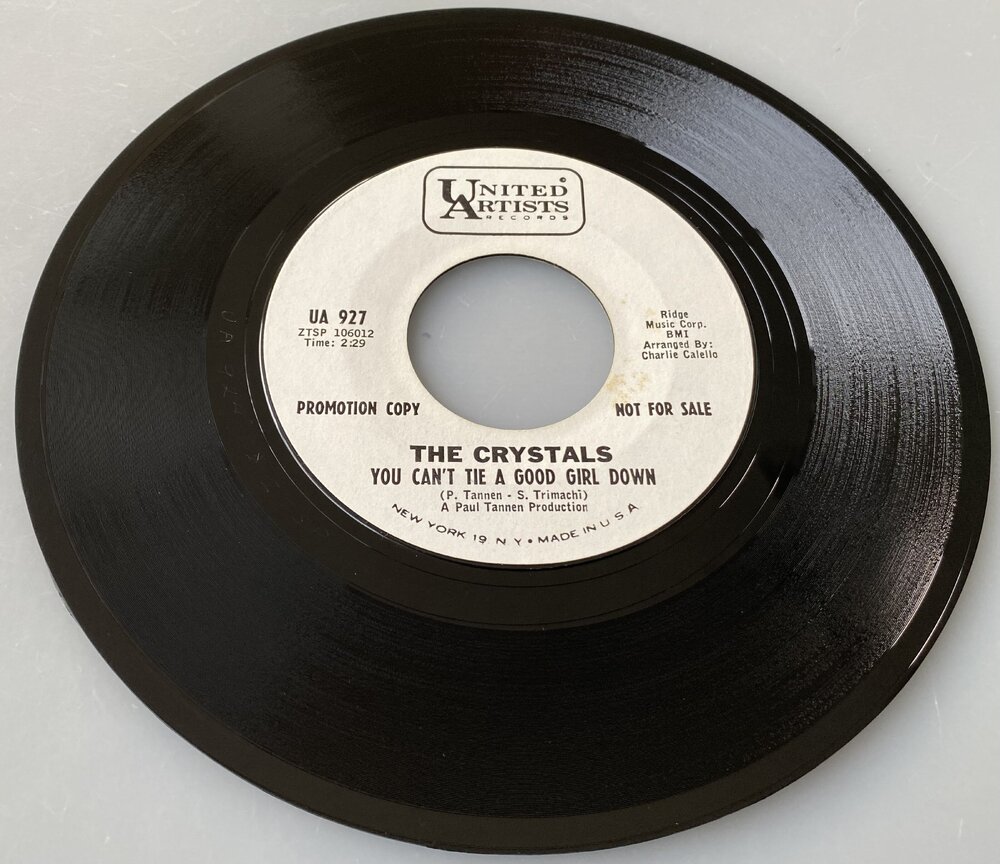 UNITED
ARTISTS
RECORDS
UA 927
ZTSP 106012
Time: 2:29
Ridge
Music Corp.
BMI
Arranged By:
Charlie Calello
PROMOTION COPY
NOT FOR SALE
THE CRYSTALS
YOU CAN'T TIE A GOOD GIRL DOWN
(P. Tannen - S. Trimachi)
A Paul Tannen Production
NEW YORK 19 N Y • MADE IN U S A